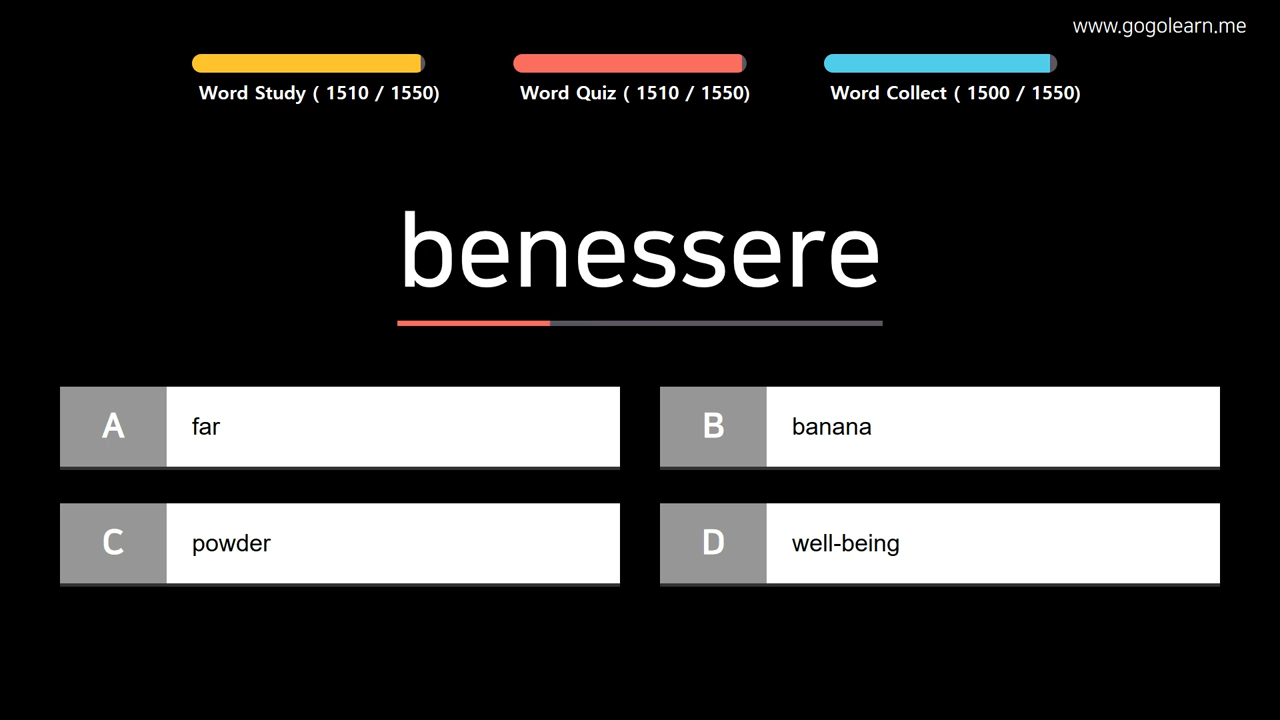 www.gogolearn.me
Word Study ( 1510 / 1550)
Word Quiz ( 1510 / 1550)
Word Collect ( 1500 / 1550)
benessere
A far
B banana
C powder
D well-being